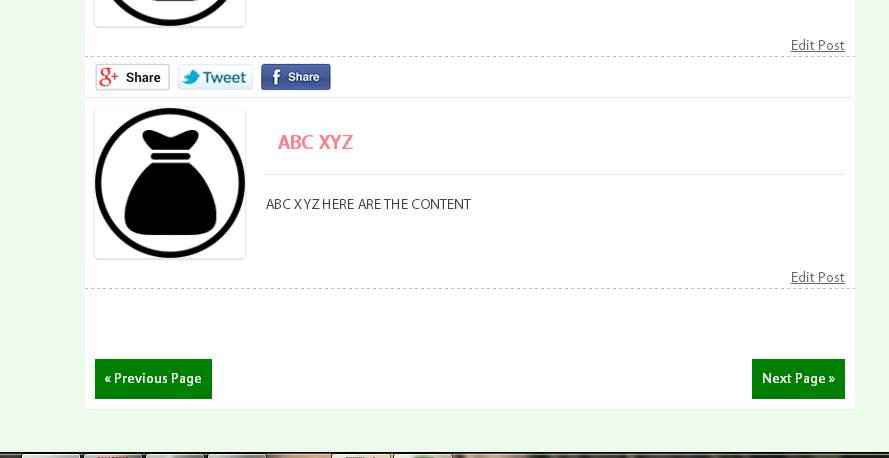 Edit Post
g+ Share Tweet f Share
ABC XYZ
ABC XYZ HERE ARE THE CONTENT
Edit Post
« Previous Page
Next Page »